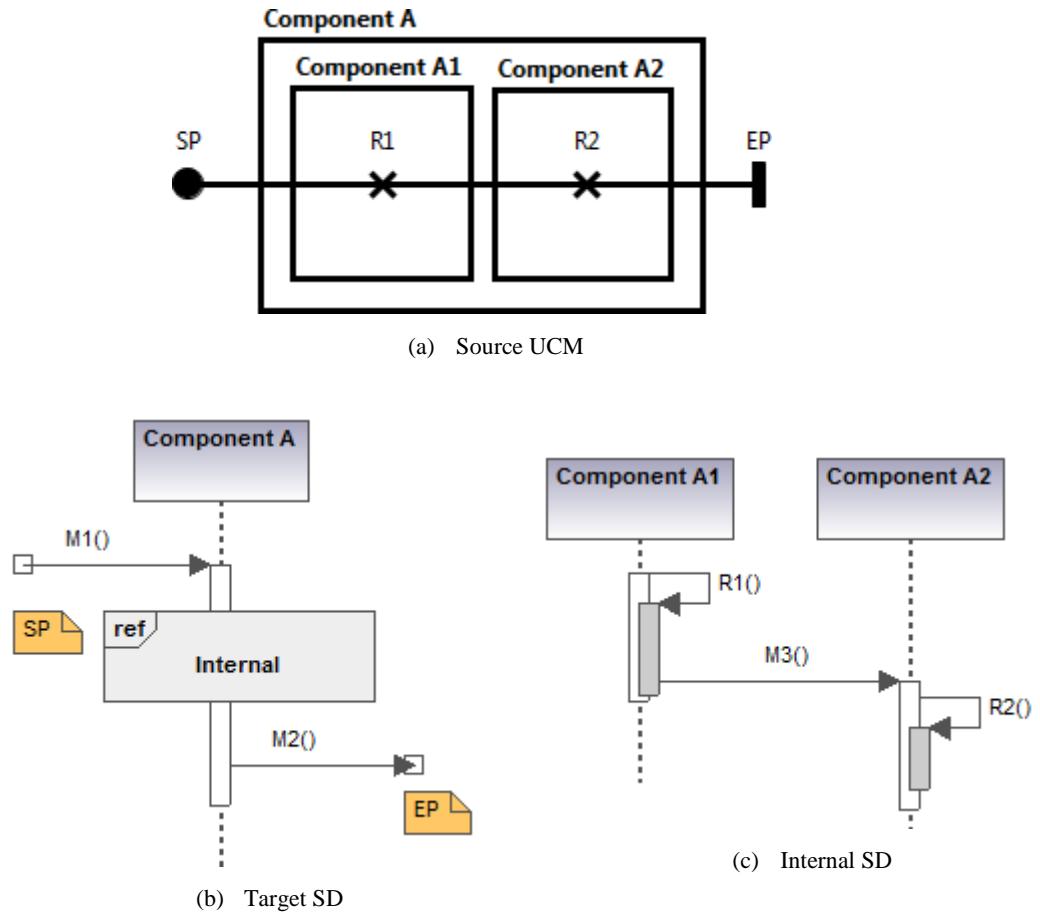 Component A
Component A1
Component A2
SP
R1
R2
EP
(a) Source UCM
Component A
M1()
SP
ref
Internal
M2()
EP
(b) Target SD
Component A1
Component A2
R1()
M3()
R2()
(c) Internal SD